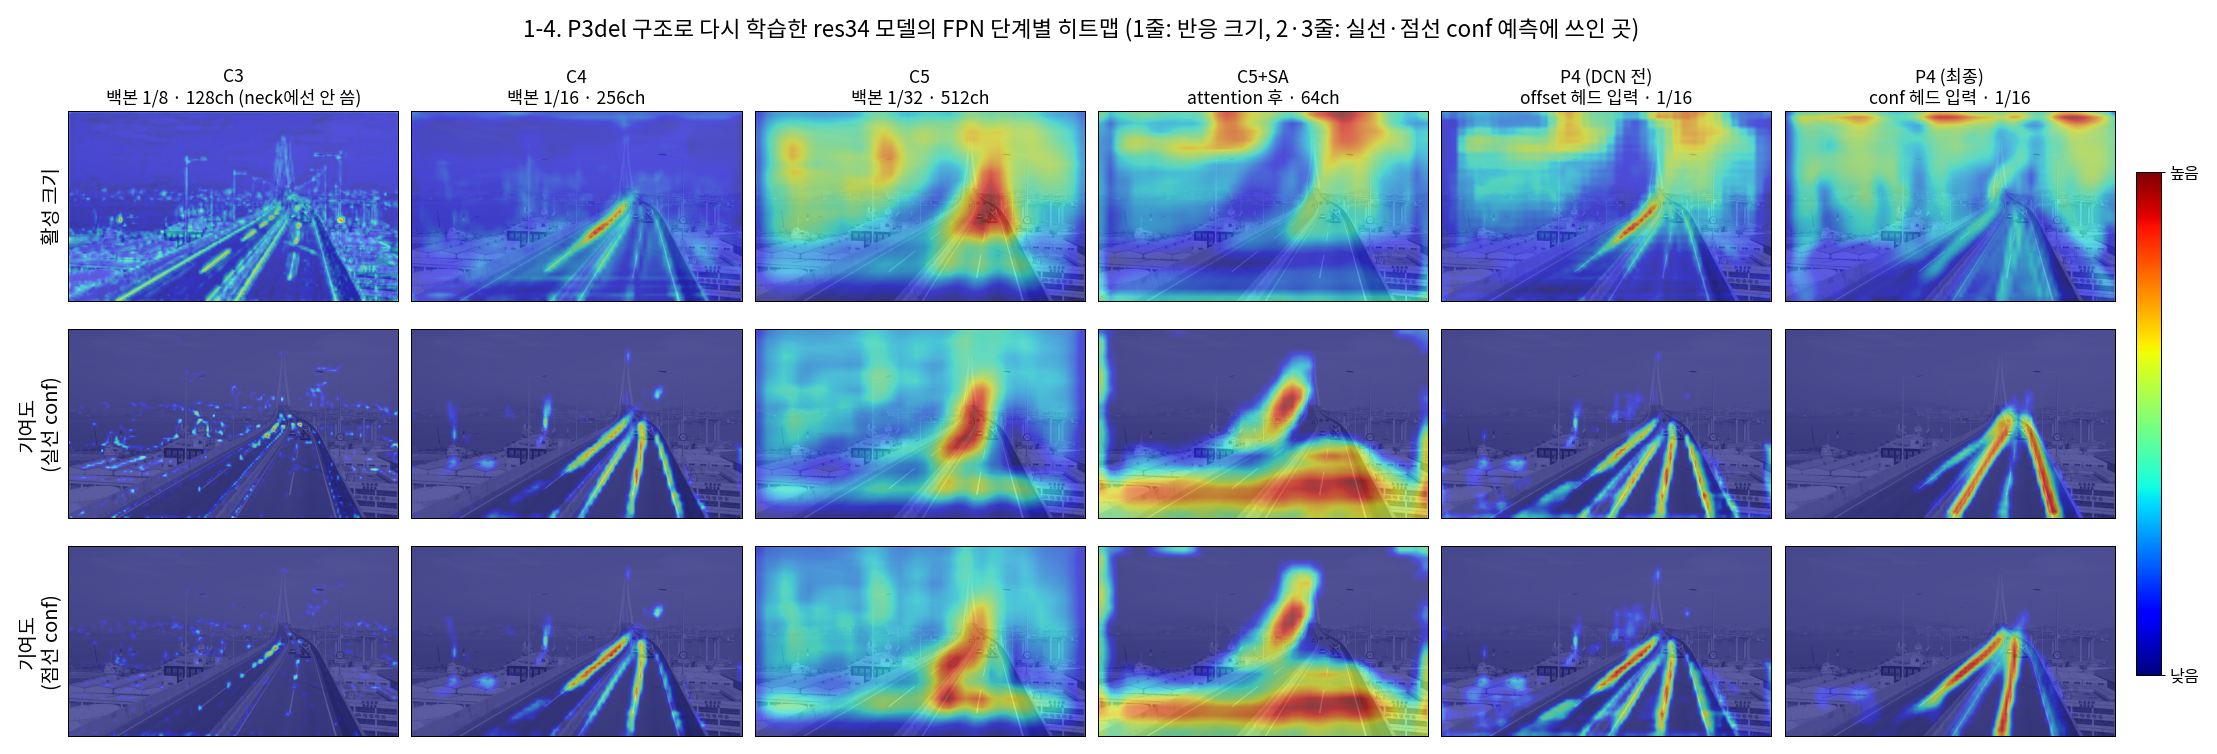 1-4. P3del 구조로 다시 학습한 res34 모델의 FPN 단계별 히트맵 (1줄: 반응 크기, 2·3줄: 실선·점선 conf 예측에 쓰인 곳)
C3
백본 1/8 · 128ch (neck에선 안 씀)
C4
백본 1/16 · 256ch
C5
백본 1/32 · 512ch
C5+SA
attention 후 · 64ch
P4 (DCN 전)
offset 헤드 입력 · 1/16
P4 (최종)
conf 헤드 입력 · 1/16
활성 크기
기여도
(실선 conf)
기여도
(점선 conf)
높음
낮음